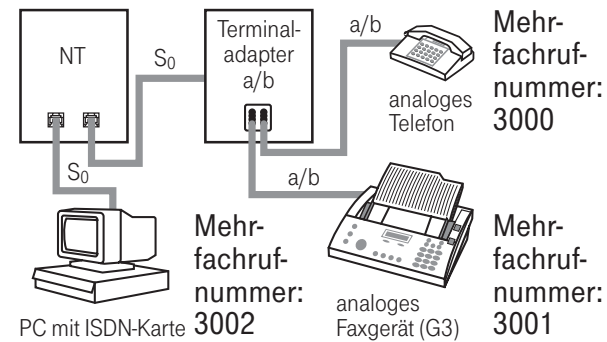 NT
S0
Terminal-
adapter
a/b
a/b
analoges
Telefon
Mehr-
fachruf-
nummer:
3000
S0
a/b
PC mit ISDN-Karte
Mehr-
fachruf-
nummer:
3002
analoges
Faxgerät (G3)
Mehr-
fachruf-
nummer:
3001